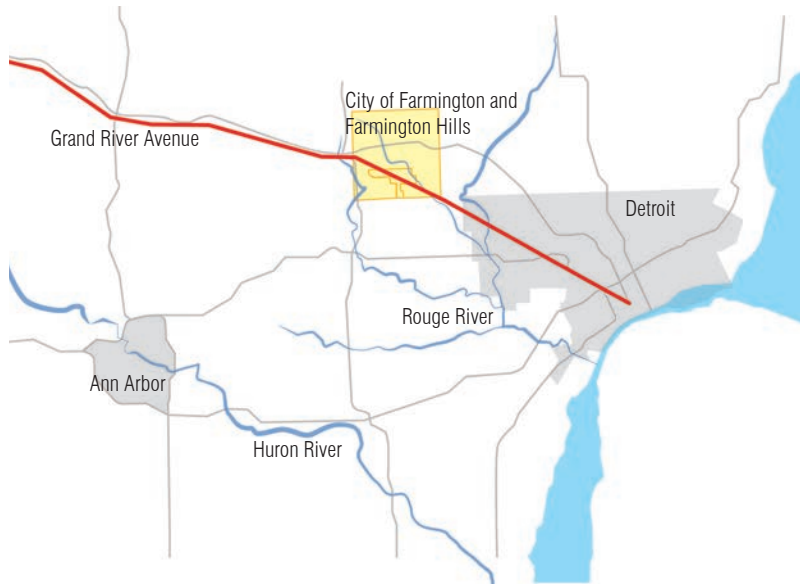 City of Farmington and
Farmington Hills
Grand River Avenue
Detroit
Rouge River
Ann Arbor
Huron River